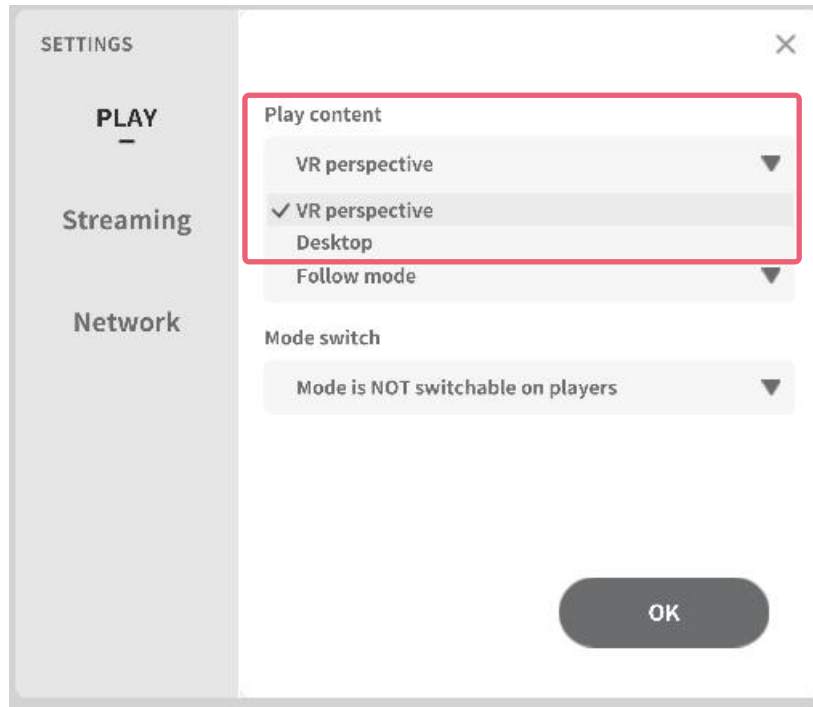 SETTINGS
PLAY
Streaming
Network
Play content
VR perspective
VR perspective
Desktop
Follow mode
Mode switch
Mode is NOT switchable on players
OK